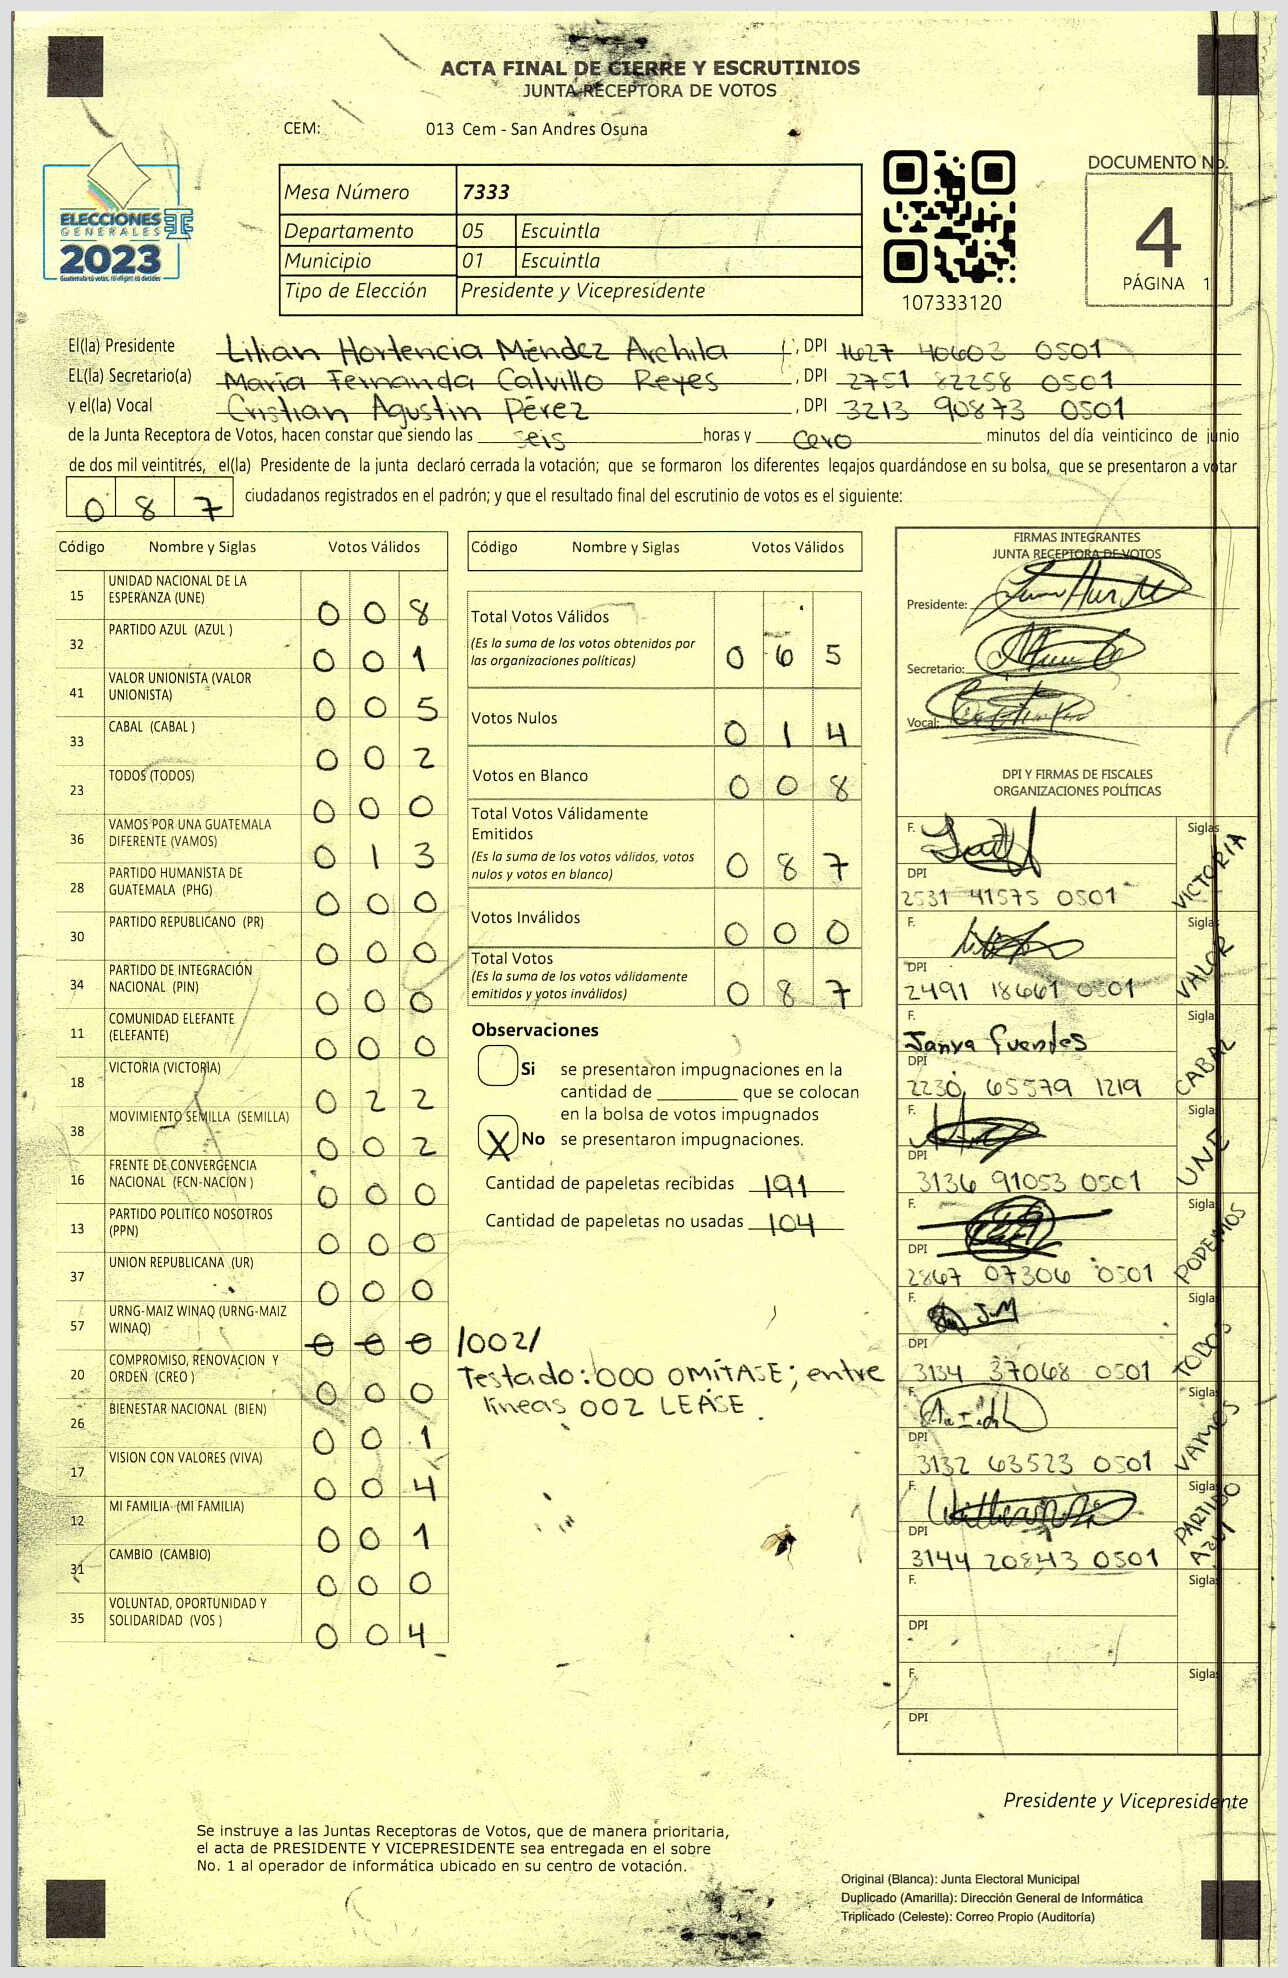 ACTA FINAL DE CIERRE Y ESCRUTINIOS
JUNTA RECEPTORA DE VOTOS
CEM: 013 Cem - San Andres Osuna
ELECCIONES
GENERALES
2023
Guatemala tú votas, tú eliges tú decides
Mesa Número 7333
Departamento 05 Escuintla
Municipio 01 Escuintla
Tipo de Elección Presidente y Vicepresidente
107333120
DOCUMENTO No.
4
PÁGINA 1
El(la) Presidente Lilian Hortencia Méndez Archila , DPI 1627 40603 0501
EL(la) Secretario(a) María Fernanda Calvillo Reyes , DPI 2751 82258 0501
y el(la) Vocal Cristian Agustin Pérez , DPI 3213 90873 0501
de la Junta Receptora de Votos, hacen constar que siendo las seis horas y cero minutos del día veinticinco de junio
de dos mil veintitrés, el(la) Presidente de la junta declaró cerrada la votación; que se formaron los diferentes legajos guardándose en su bolsa, que se presentaron a votar
0 8 7 ciudadanos registrados en el padrón; y que el resultado final del escrutinio de votos es el siguiente:
Código Nombre y Siglas Votos Válidos
15 UNIDAD NACIONAL DE LA ESPERANZA (UNE) 0 0 8
32 PARTIDO AZUL (AZUL ) 0 0 1
41 VALOR UNIONISTA (VALOR UNIONISTA) 0 0 5
33 CABAL (CABAL ) 0 0 2
23 TODOS (TODOS) 0 0 0
36 VAMOS POR UNA GUATEMALA DIFERENTE (VAMOS) 0 1 3
28 PARTIDO HUMANISTA DE GUATEMALA (PHG) 0 0 0
30 PARTIDO REPUBLICANO (PR) 0 0 0
34 PARTIDO DE INTEGRACIÓN NACIONAL (PIN) 0 0 0
11 COMUNIDAD ELEFANTE (ELEFANTE) 0 0 0
18 VICTORIA (VICTORIA) 0 2 2
38 MOVIMIENTO SEMILLA (SEMILLA) 0 0 2
16 FRENTE DE CONVERGENCIA NACIONAL (FCN-NACION ) 0 0 0
13 PARTIDO POLITICO NOSOTROS (PPN) 0 0 0
37 UNION REPUBLICANA (UR) 0 0 0
57 URNG-MAIZ WINAQ (URNG-MAIZ WINAQ) 0 0 0 /002/
20 COMPROMISO, RENOVACION Y ORDEN (CREO ) 0 0 0
26 BIENESTAR NACIONAL (BIEN) 0 0 1
17 VISION CON VALORES (VIVA) 0 0 4
12 MI FAMILIA (MI FAMILIA) 0 0 1
31 CAMBIO (CAMBIO) 0 0 0
35 VOLUNTAD, OPORTUNIDAD Y SOLIDARIDAD (VOS ) 0 0 4
Código Nombre y Siglas Votos Válidos
Total Votos Válidos
(Es la suma de los votos obtenidos por
las organizaciones políticas) 0 6 5
Votos Nulos 0 1 4
Votos en Blanco 0 0 8
Total Votos Válidamente
Emitidos
(Es la suma de los votos válidos, votos
nulos y votos en blanco) 0 8 7
Votos Inválidos 0 0 0
Total Votos
(Es la suma de los votos válidamente
emitidos y votos inválidos) 0 8 7
Observaciones
Si se presentaron impugnaciones en la
cantidad de ________ que se colocan
en la bolsa de votos impugnados
X No se presentaron impugnaciones.
Cantidad de papeletas recibidas 191
Cantidad de papeletas no usadas 104
Testado: 000 OMÍTASE; entre
líneas 002 LEASE.
FIRMAS INTEGRANTES
JUNTA RECEPTORA DE VOTOS
Presidente:
Secretario:
Vocal:
DPI Y FIRMAS DE FISCALES
ORGANIZACIONES POLÍTICAS
F. Siglas VICTORIA
DPI 2531 41575 0501
F. Siglas VALOR
DPI 2491 18661 0501
F. Janya Fuentes Siglas CABAL
DPI 2230 65579 1219
F. Siglas UNE
DPI 3136 91053 0501
F. Siglas PODEMOS
DPI 2867 07306 0501
F. Siglas TODOS
DPI 3134 37068 0501
F. Siglas VAMOS
DPI 3132 63523 0501
F. Siglas PARTIDO AZUL
DPI 3144 20843 0501
F. Siglas
DPI
F. Siglas
DPI
Presidente y Vicepresidente
Se instruye a las Juntas Receptoras de Votos, que de manera prioritaria,
el acta de PRESIDENTE Y VICEPRESIDENTE sea entregada en el sobre
No. 1 al operador de informática ubicado en su centro de votación.
Original (Blanca): Junta Electoral Municipal
Duplicado (Amarilla): Dirección General de Informática
Triplicado (Celeste): Correo Propio (Auditoría)